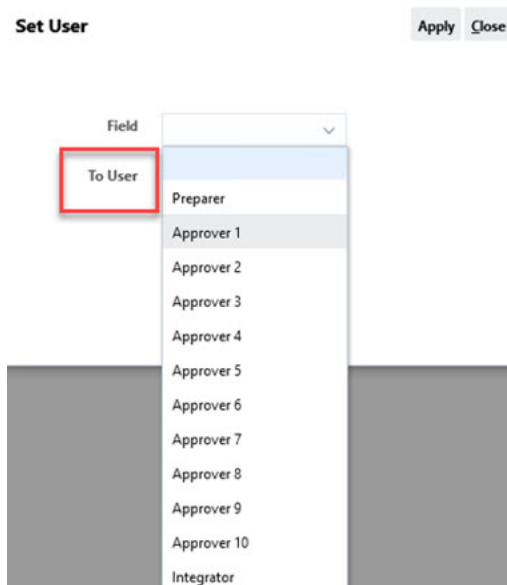 Set User
Apply Close
Field
To User
Preparer
Approver 1
Approver 2
Approver 3
Approver 4
Approver 5
Approver 6
Approver 7
Approver 8
Approver 9
Approver 10
Integrator